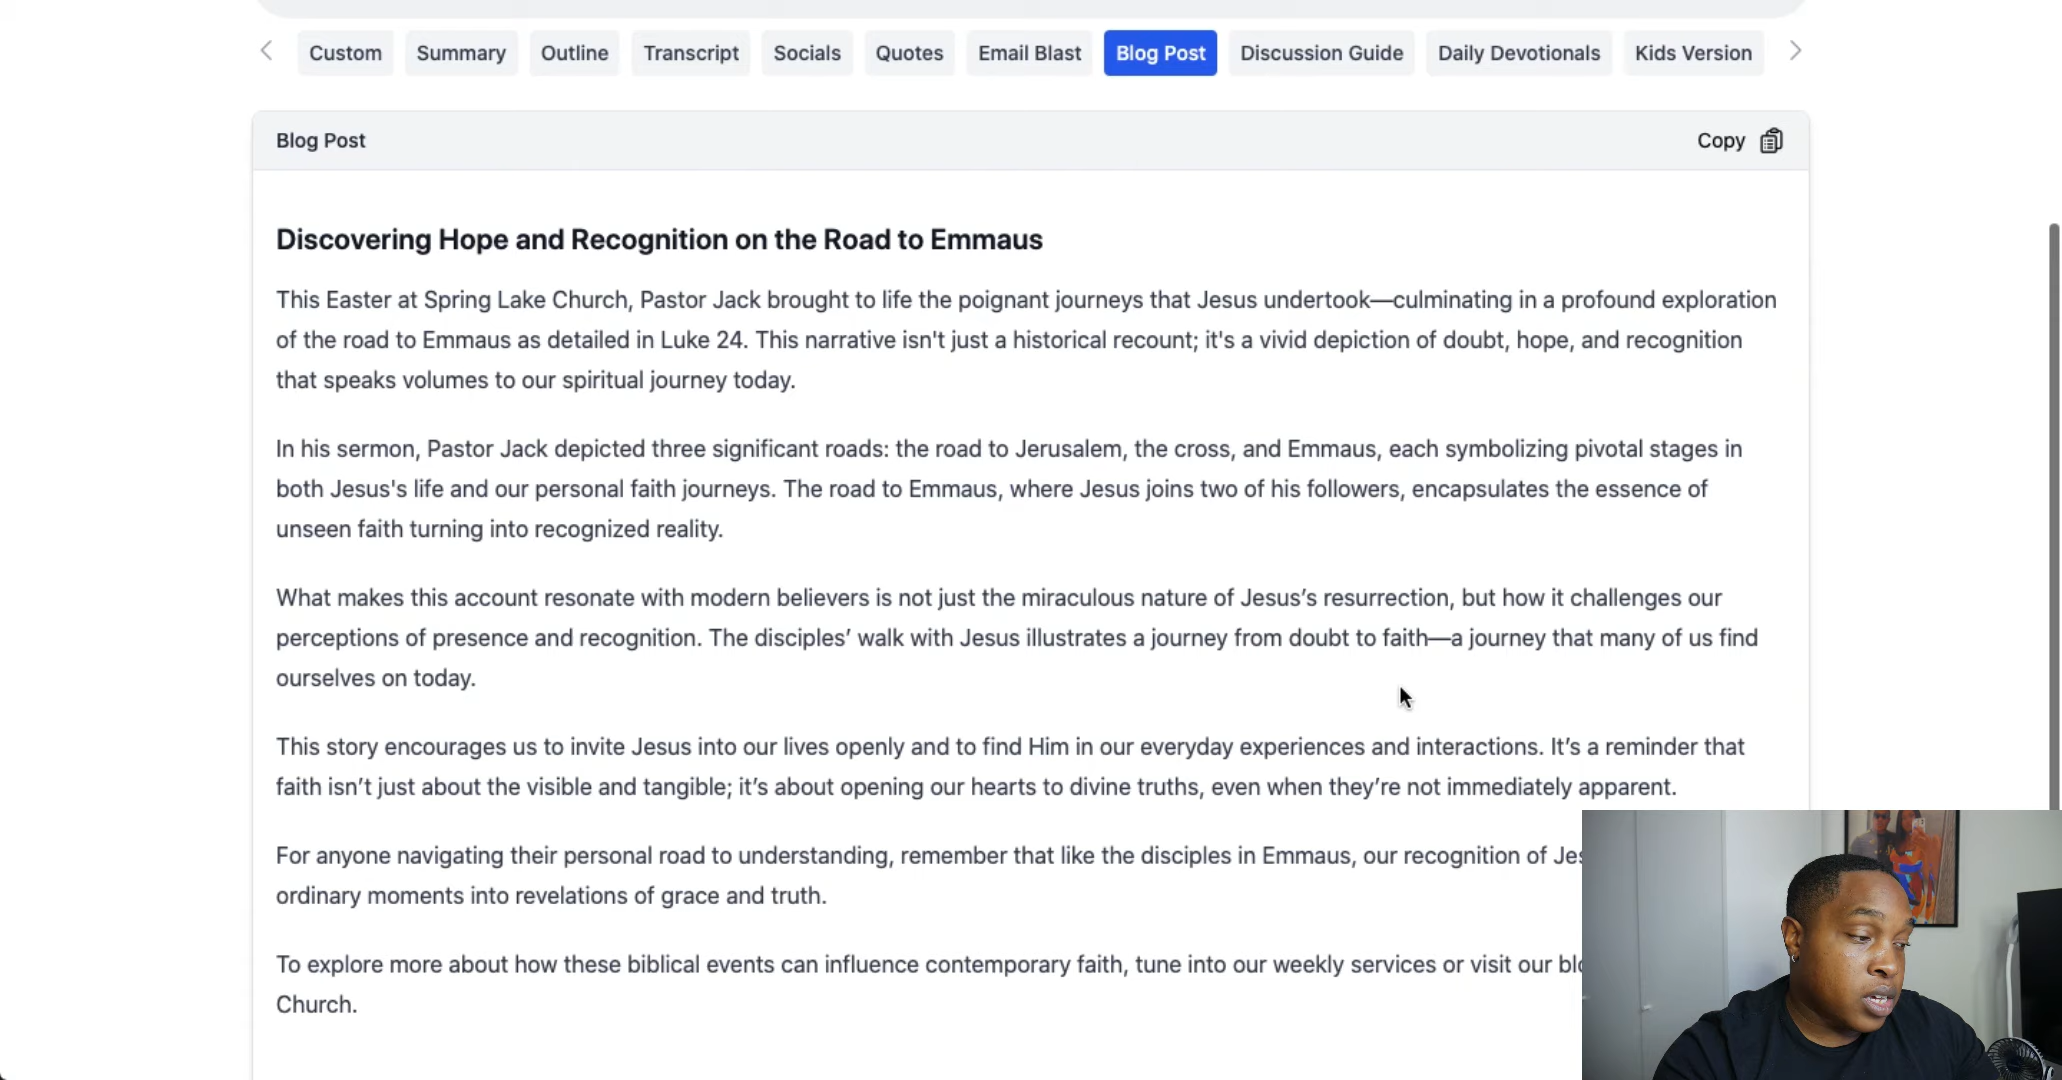 Custom Summary Outline Transcript Socials Quotes Email Blast Blog Post Discussion Guide Daily Devotionals Kids Version
Blog Post Copy
Discovering Hope and Recognition on the Road to Emmaus
This Easter at Spring Lake Church, Pastor Jack brought to life the poignant journeys that Jesus undertook—culminating in a profound exploration
of the road to Emmaus as detailed in Luke 24. This narrative isn't just a historical recount; it's a vivid depiction of doubt, hope, and recognition
that speaks volumes to our spiritual journey today.
In his sermon, Pastor Jack depicted three significant roads: the road to Jerusalem, the cross, and Emmaus, each symbolizing pivotal stages in
both Jesus's life and our personal faith journeys. The road to Emmaus, where Jesus joins two of his followers, encapsulates the essence of
unseen faith turning into recognized reality.
What makes this account resonate with modern believers is not just the miraculous nature of Jesus’s resurrection, but how it challenges our
perceptions of presence and recognition. The disciples’ walk with Jesus illustrates a journey from doubt to faith—a journey that many of us find
ourselves on today.
This story encourages us to invite Jesus into our lives openly and to find Him in our everyday experiences and interactions. It’s a reminder that
faith isn’t just about the visible and tangible; it’s about opening our hearts to divine truths, even when they’re not immediately apparent.
For anyone navigating their personal road to understanding, remember that like the disciples in Emmaus, our recognition of
ordinary moments into revelations of grace and truth.
To explore more about how these biblical events can influence contemporary faith, tune into our weekly services or visit our
Church.